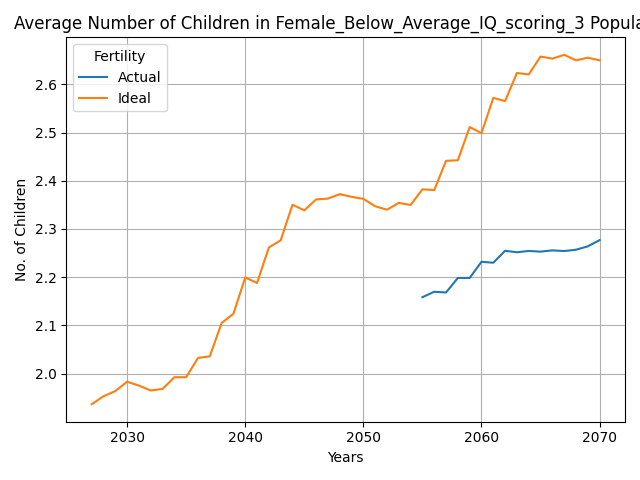 Average Number of Children in Female_Below_Average_IQ_scoring_3 Popula
Fertility
Actual
Ideal
2.6
2.5
2.4
2.3
2.2
2.1
2.0
No. of Children
2030 2040 2050 2060 2070
Years